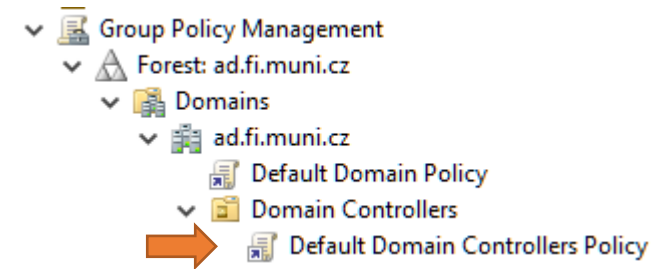 Group Policy Management
Forest: ad.fi.muni.cz
Domains
ad.fi.muni.cz
Default Domain Policy
Domain Controllers
Default Domain Controllers Policy